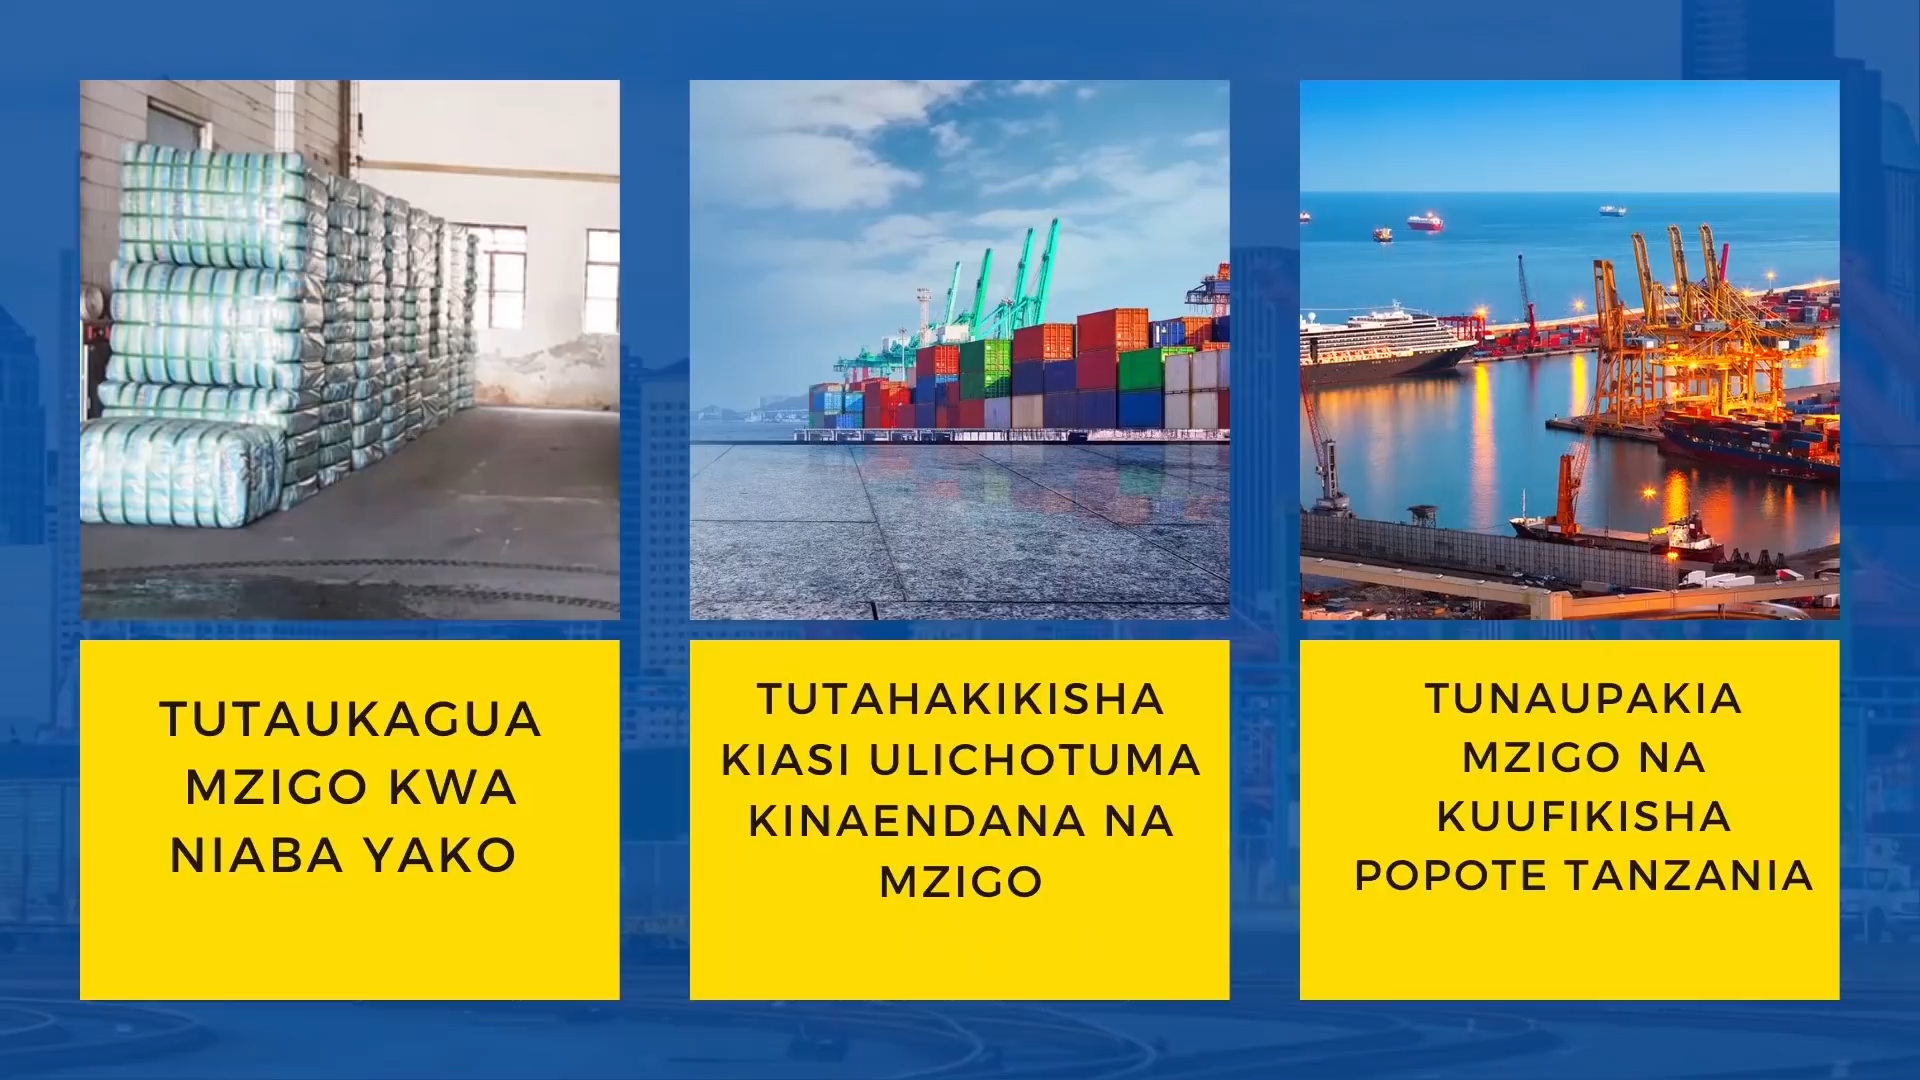 TUTAUKAGUA
MZIGO KWA
NIABA YAKO
TUTAHAKIKISHA
KIASI ULICHOTUMA
KINAENDANA NA
MZIGO
TUNAUPAKIA
MZIGO NA
KUUFIKISHA
POPOTE TANZANIA